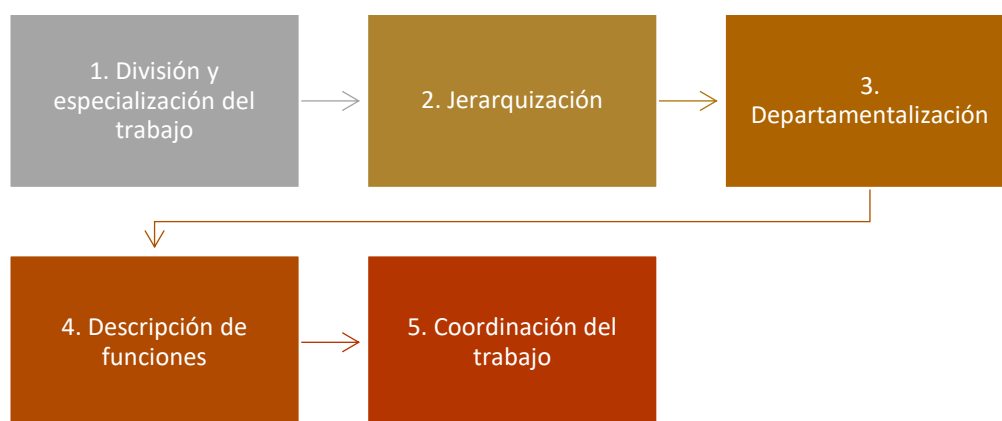 1. División y
especialización del
trabajo
2. Jerarquización
3.
Departamentalización
4. Descripción de
funciones
5. Coordinación del
trabajo